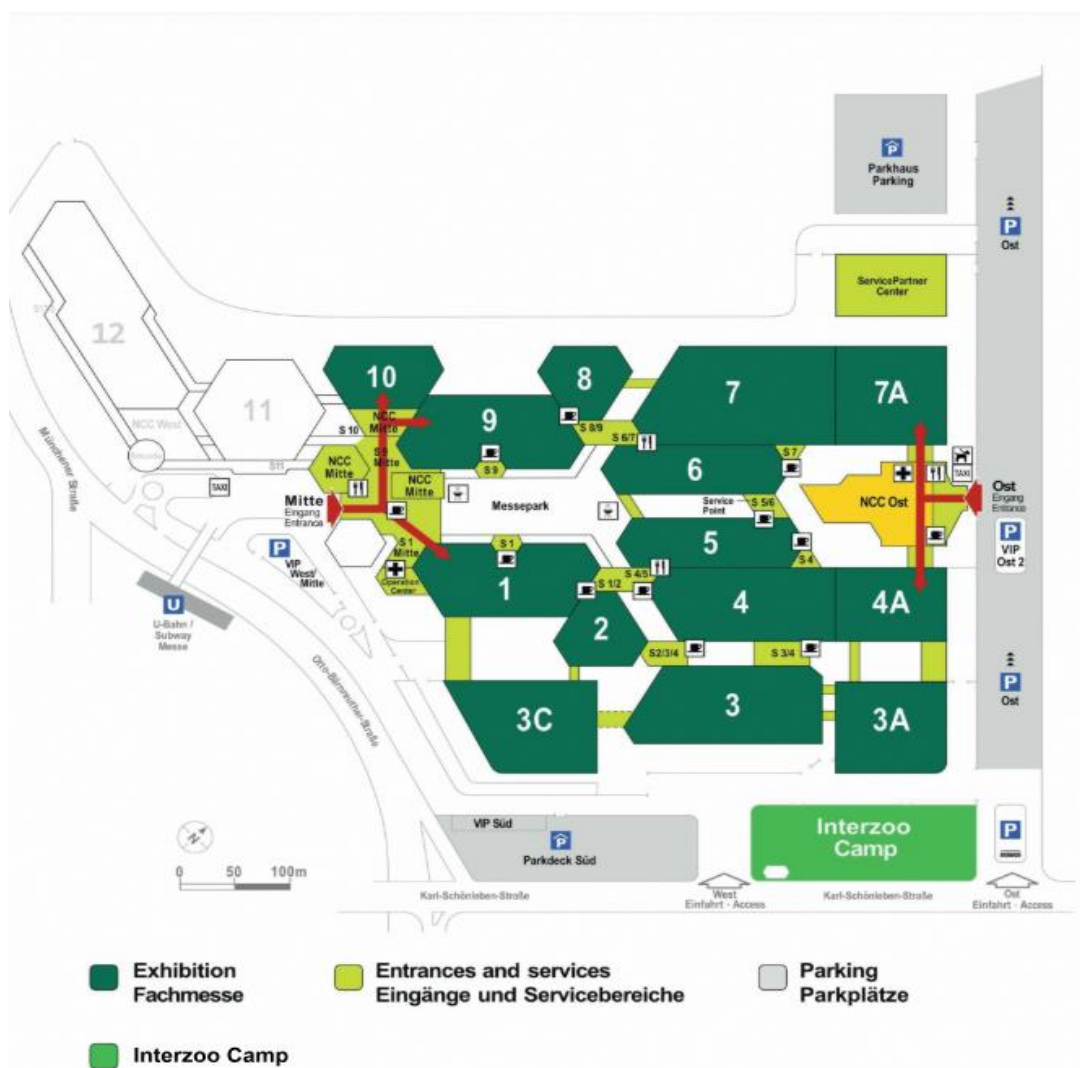 P
Parkhaus
Parking
P
Ost
ServicePartner
Center
12
11
NCC West
S11
10
NCC
Mitte
S 10
9
S 9
Mitte
NCC
Mitte
NCC
Mitte
S 9
8
S 8/9
S 6/7
7
7A
6
S 7
TAXI
Mitte
Eingang
Entrance
TAXI
Messepark
Service
Point
S 5/6
NCC Ost
Ost
Eingang
Entrance
P
VIP
Ost 2
Münchener Straße
P
VIP
West/
Mitte
S 1
Mitte
Operation
Center
S 1
1
S 1/2
S 4/5
5
S 4
4
4A
2
S2/3/4
S 3/4
U
U-Bahn /
Subway
Messe
Otto-Bärnreuther-Straße
3C
3
3A
P
Ost
VIP Süd
P
Parkdeck Süd
Interzoo
Camp
P
N
0 50 100m
Karl-Schönleben-Straße
West
Einfahrt - Access
Karl-Schönleben-Straße
Ost
Einfahrt - Access
Exhibition
Fachmesse
Entrances and services
Eingänge und Servicebereiche
Parking
Parkplätze
Interzoo Camp